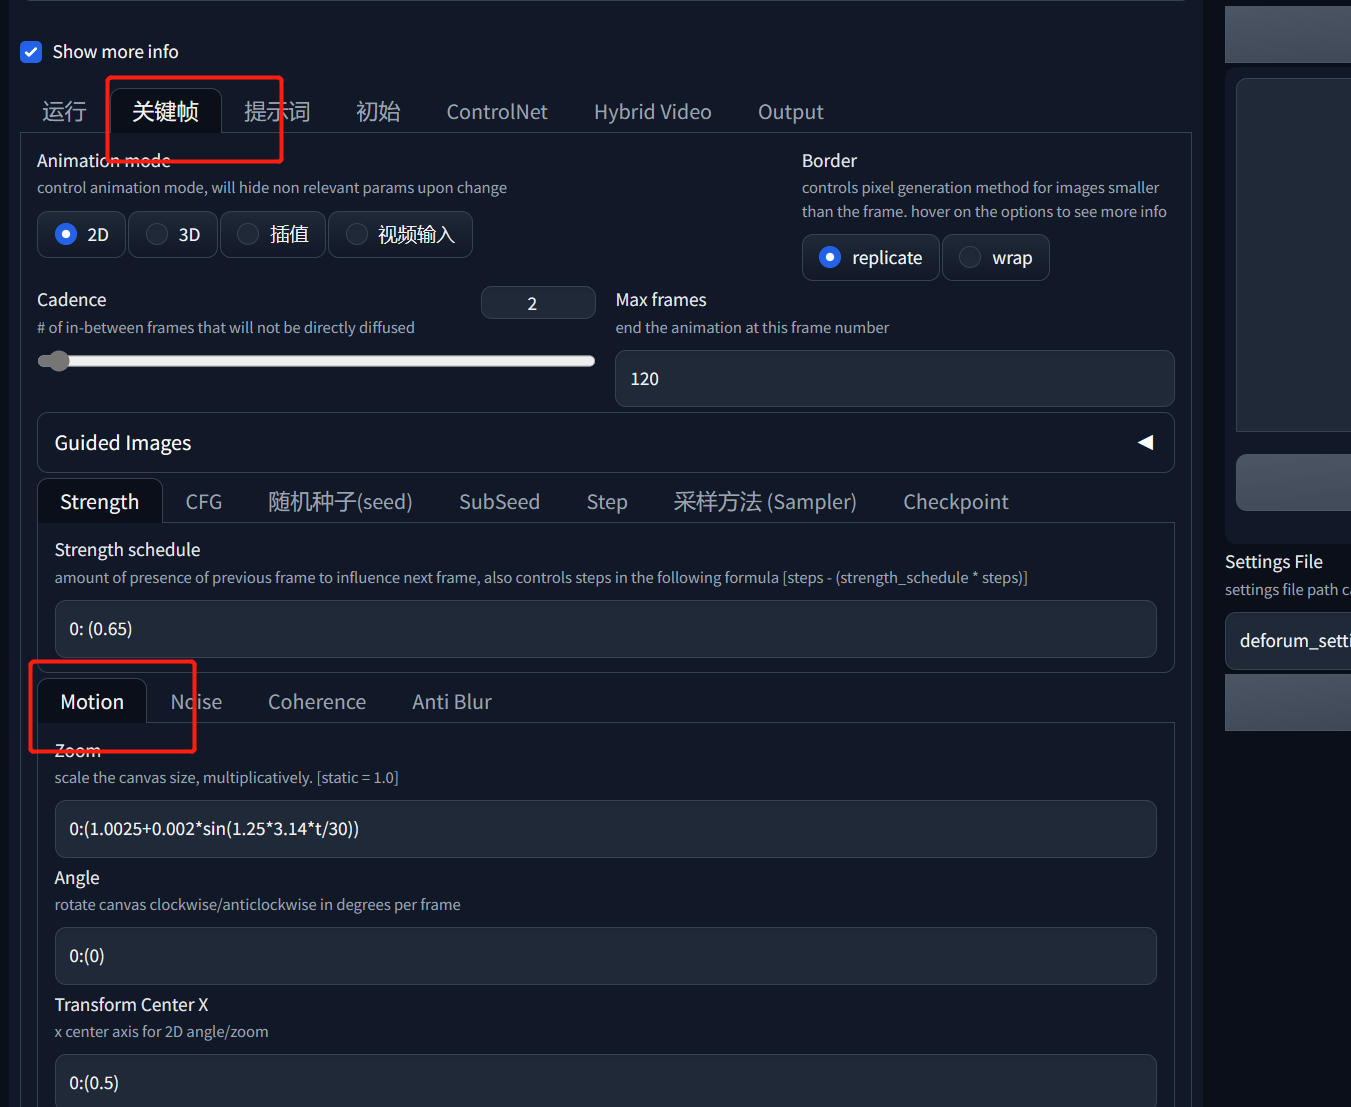 Show more info
运行 关键帧 提示词 初始 ControlNet Hybrid Video Output
Animation mode
control animation mode, will hide non relevant params upon change
2D 3D 插值 视频输入
Border
controls pixel generation method for images smaller
than the frame. hover on the options to see more info
replicate wrap
Cadence
2
# of in-between frames that will not be directly diffused
Max frames
end the animation at this frame number
120
Guided Images
Strength CFG 随机种子(seed) SubSeed Step 采样方法 (Sampler) Checkpoint
Strength schedule
amount of presence of previous frame to influence next frame, also controls steps in the following formula [steps - (strength_schedule * steps)]
0: (0.65)
Motion Noise Coherence Anti Blur
Zoom
scale the canvas size, multiplicatively. [static = 1.0]
0:(1.0025+0.002*sin(1.25*3.14*t/30))
Angle
rotate canvas clockwise/anticlockwise in degrees per frame
0:(0)
Transform Center X
x center axis for 2D angle/zoom
0:(0.5)
Settings File
settings file path c
deforum_setti